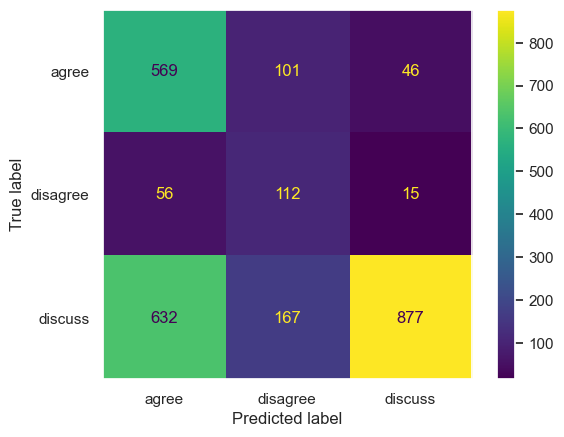 agree
569
101
46
disagree
56
112
15
discuss
632
167
877
agree
disagree
discuss
Predicted label
True label
800
700
600
500
400
300
200
100